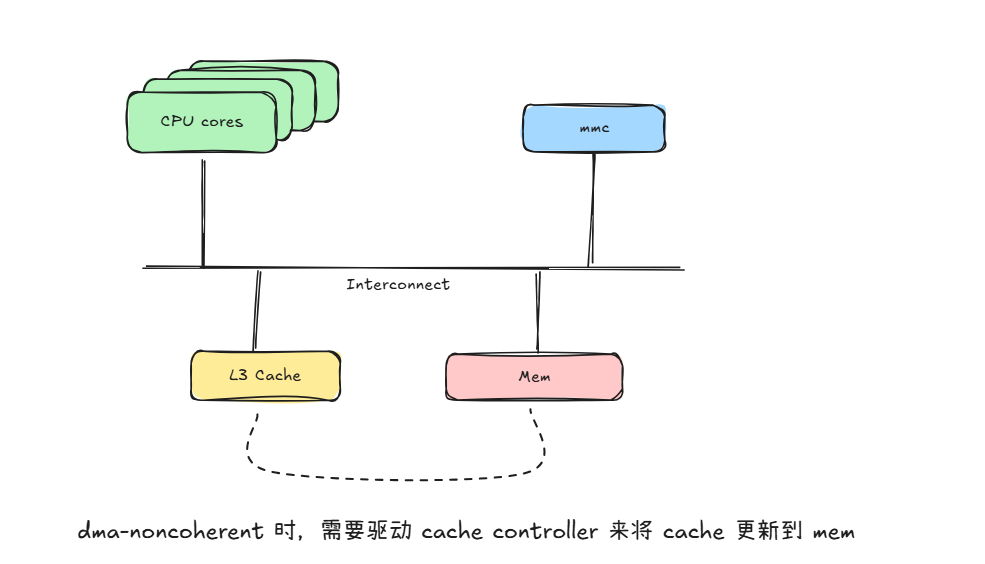 CPU cores
mmc
Interconnect
L3 Cache
Mem
dma-noncoherent 时，需要驱动 cache controller 来将 cache 更新到 mem